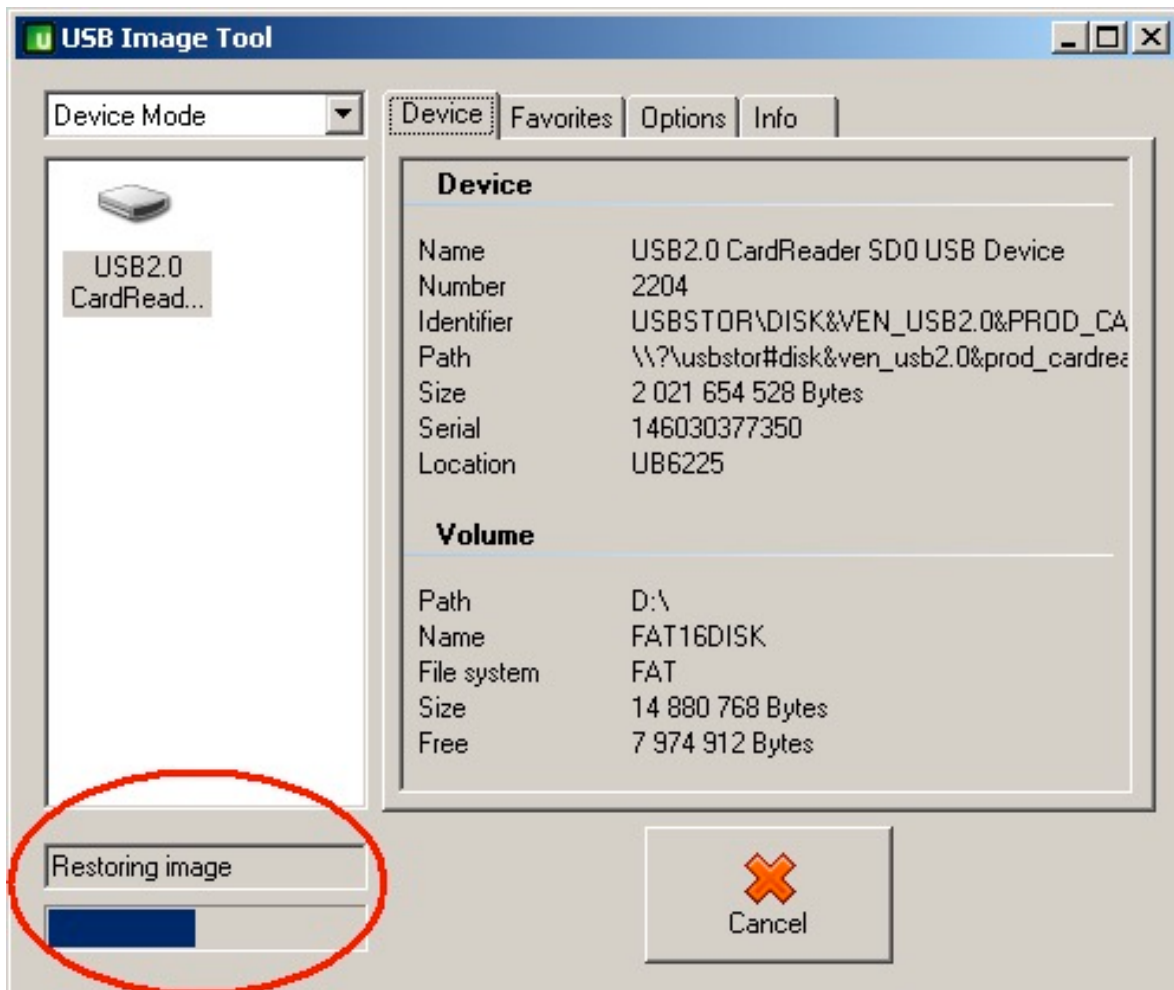 USB Image Tool
Device Mode
Device Favorites Options Info
USB2.0
CardRead...
Device
Name USB2.0 CardReader SD0 USB Device
Number 2204
Identifier USBSTOR\DISK&VEN_USB2.0&PROD_CA
Path \\?\usbstor#disk&ven_usb2.0&prod_cardrea
Size 2 021 654 528 Bytes
Serial 146030377350
Location UB6225
Volume
Path D:\
Name FAT16DISK
File system FAT
Size 14 880 768 Bytes
Free 7 974 912 Bytes
Restoring image
Cancel